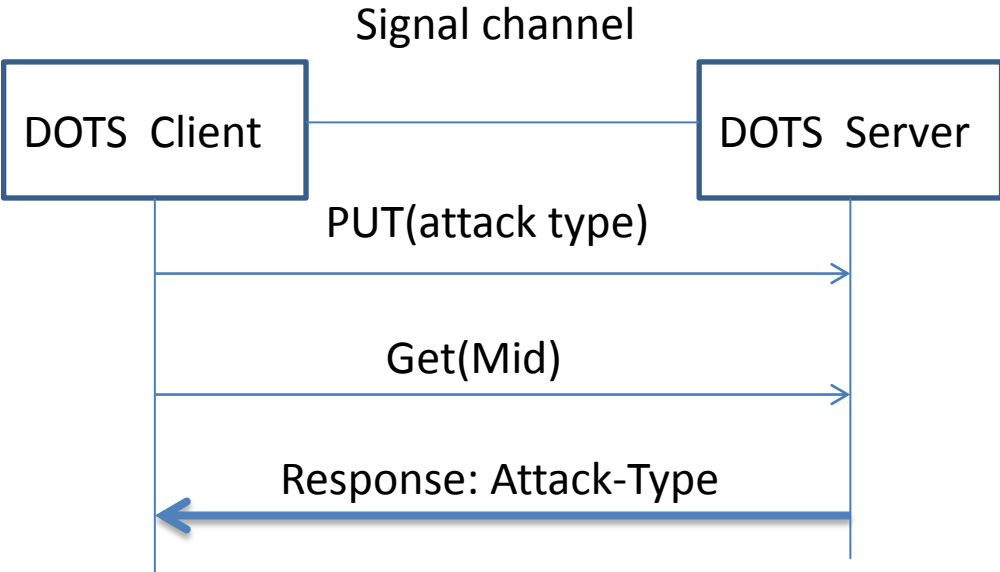 Signal channel
DOTS Client
DOTS Server
PUT(attack type)
Get(Mid)
Response: Attack-Type